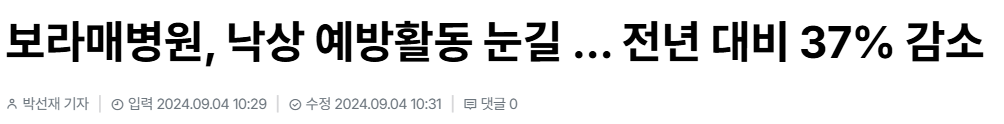 보라매병원, 낙상 예방활동 눈길 … 전년 대비 37% 감소
박선재 기자 | 입력 2024.09.04 10:29 | 수정 2024.09.04 10:31 | 댓글 0